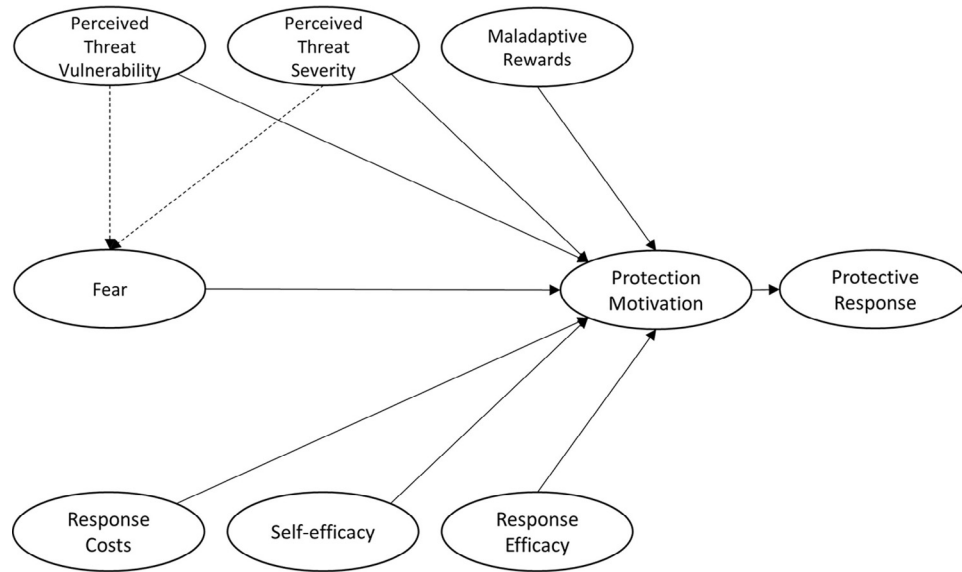 Perceived
Threat
Vulnerability
Perceived
Threat
Severity
Maladaptive
Rewards
Fear
Protection
Motivation
Protective
Response
Response
Costs
Self-efficacy
Response
Efficacy